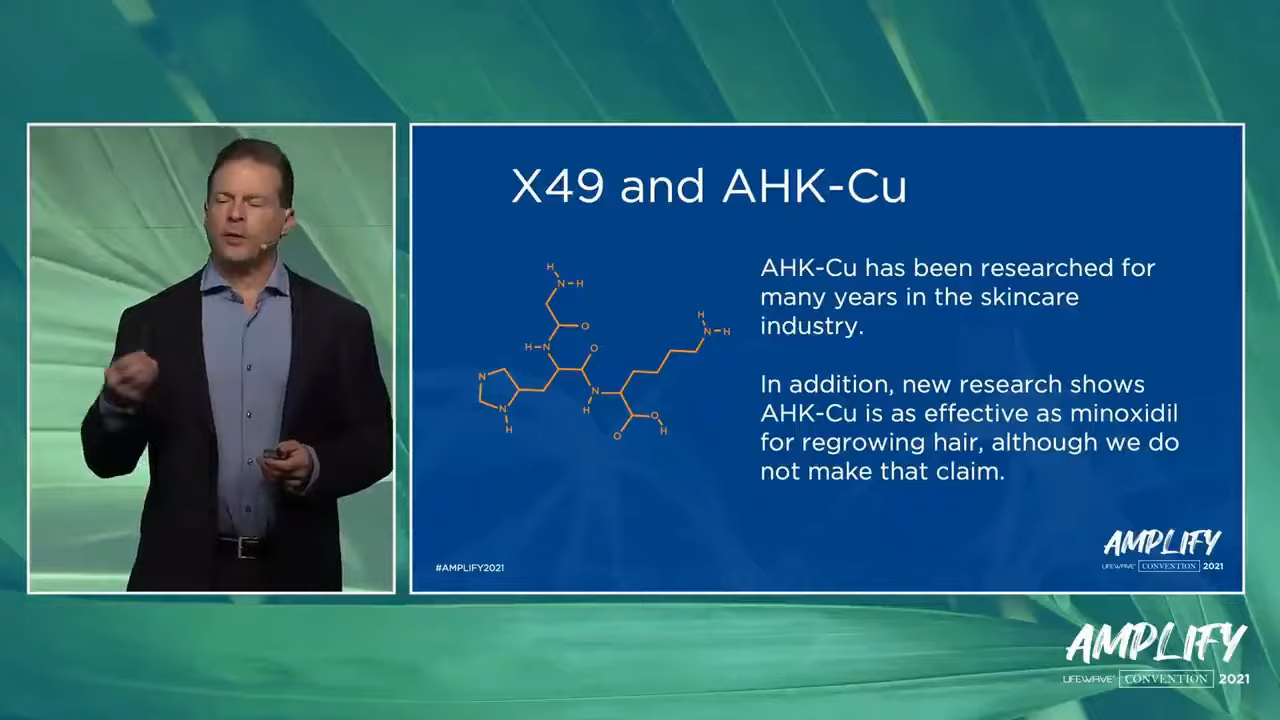 X49 and AHK-Cu
H
N-H
O
H-N
O
N
H
N
N
H
H
N-H
O
O
H
AHK-Cu has been researched for
many years in the skincare
industry.
In addition, new research shows
AHK-Cu is as effective as minoxidil
for regrowing hair, although we do
not make that claim.
#AMPLIFY2021
AMPLIFY
LIFEWAVE CONVENTION 2021
AMPLIFY
LIFEWAVE CONVENTION 2021